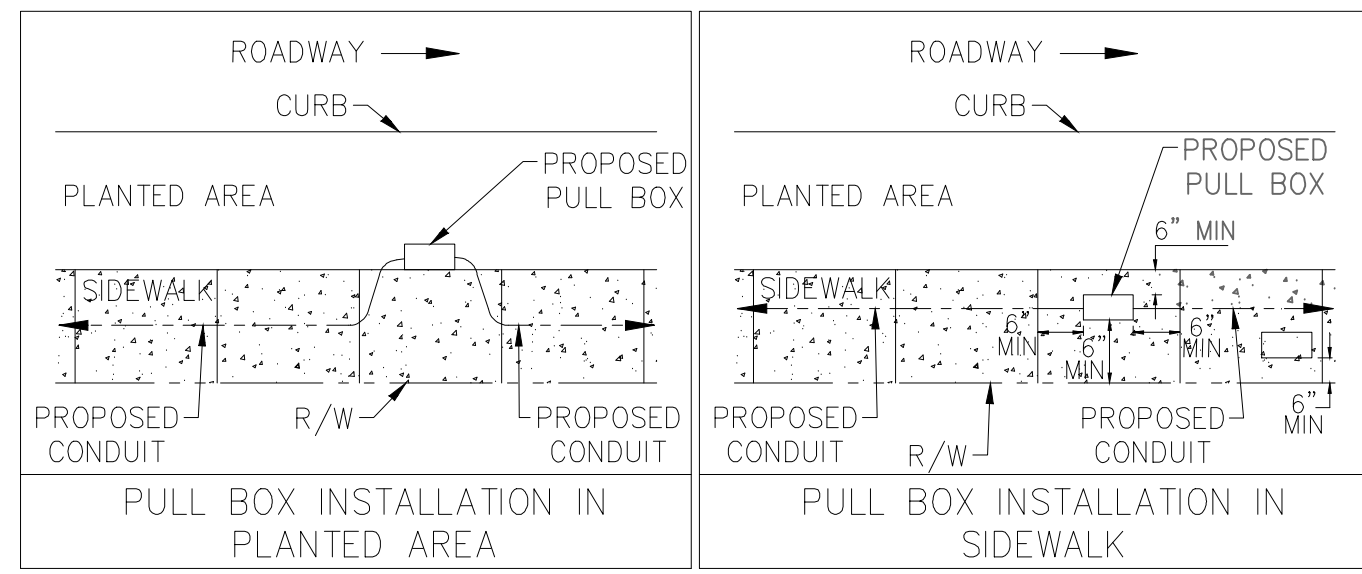 ROADWAY
CURB
PROPOSED
PULL BOX
PLANTED AREA
SIDEWALK
PROPOSED
CONDUIT
R/W
PROPOSED
CONDUIT
PULL BOX INSTALLATION IN
PLANTED AREA
ROADWAY
CURB
PROPOSED
PULL BOX
PLANTED AREA
6" MIN
SIDEWALK
6"
MIN
6"
MIN
6"
MIN
6"
MIN
PROPOSED
CONDUIT
R/W
PROPOSED
CONDUIT
PULL BOX INSTALLATION IN
SIDEWALK